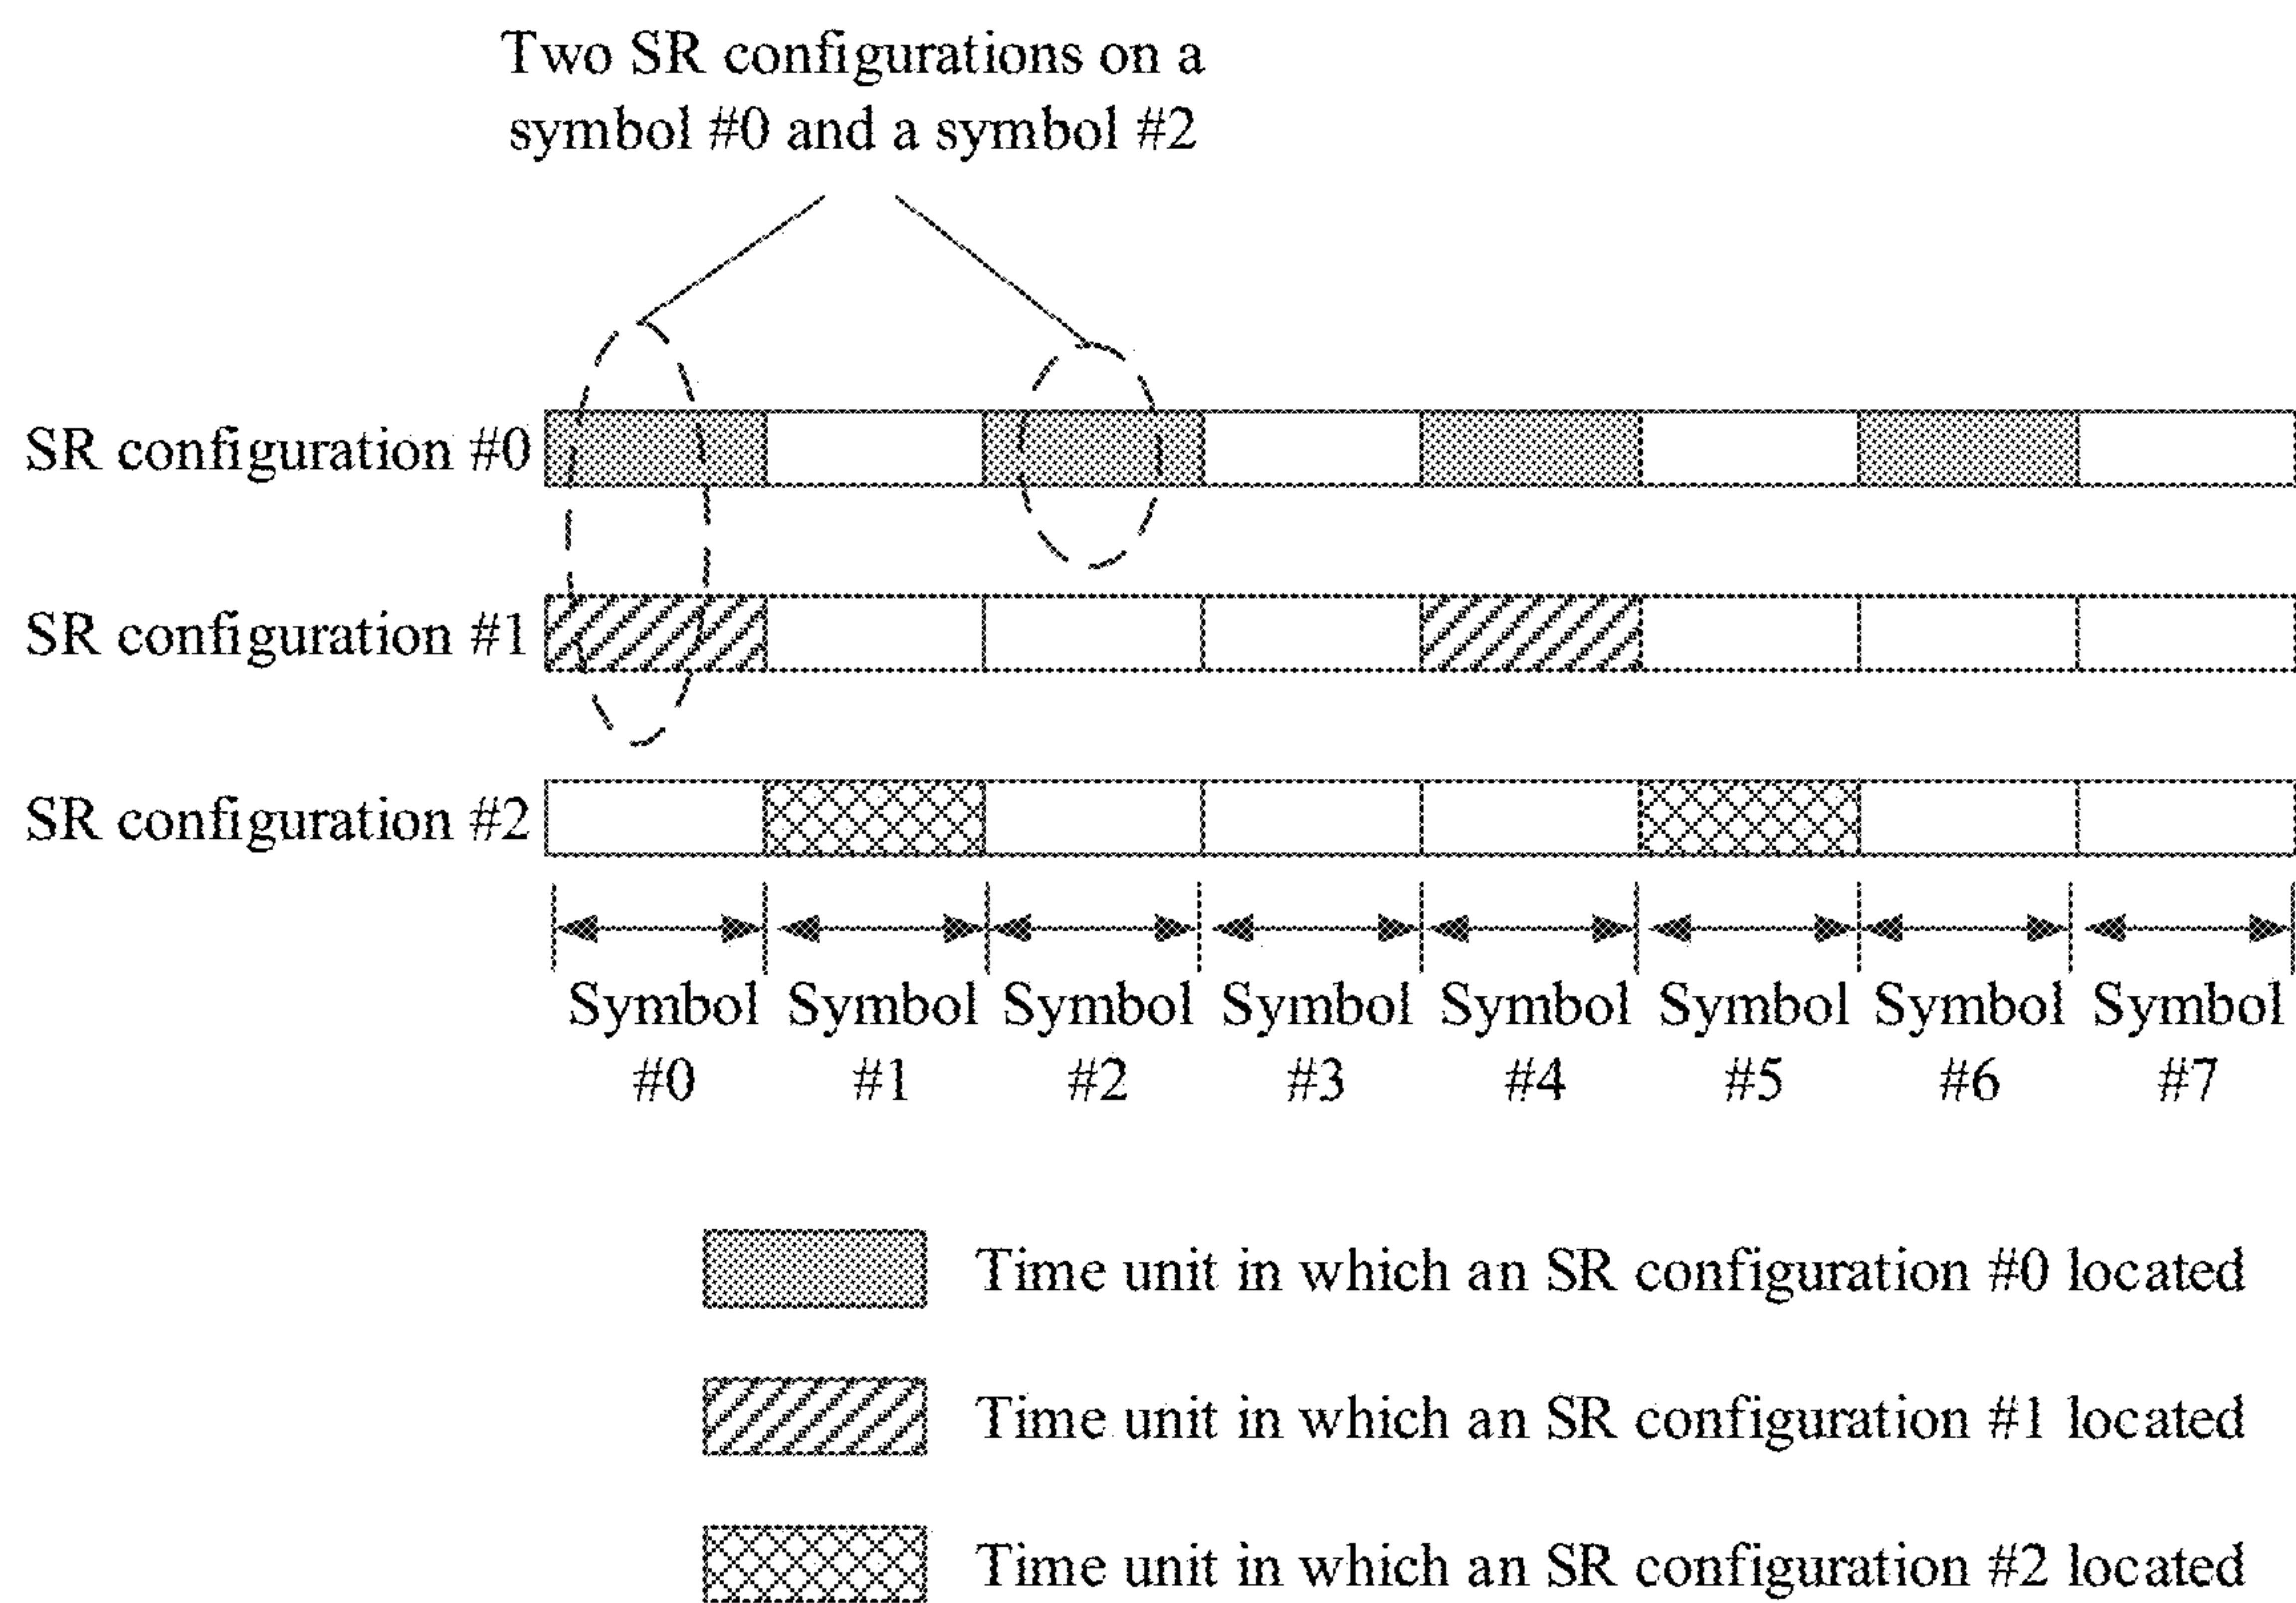 Two SR configurations on a
symbol #0 and a symbol #2
SR configuration #0
SR configuration #1
SR configuration #2
Symbol #0
Symbol #1
Symbol #2
Symbol #3
Symbol #4
Symbol #5
Symbol #6
Symbol #7
Time unit in which an SR configuration #0 located
Time unit in which an SR configuration #1 located
Time unit in which an SR configuration #2 located